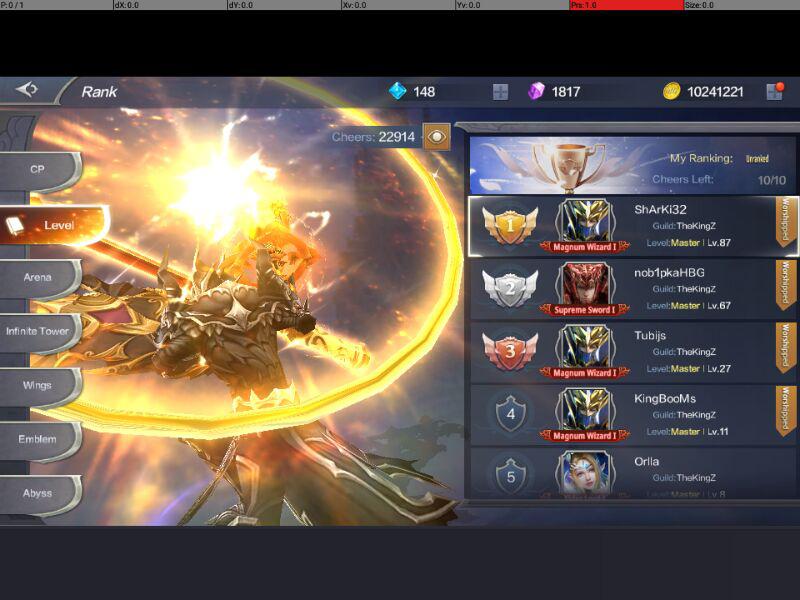 P: 0 / 1 dX: 0.0 dY: 0.0 Xv: 0.0 Yv: 0.0 Prs: 1.0 Size: 0.0
Rank 148 1817 10241221
Cheers: 22914
CP
Level
Arena
Infinite Tower
Wings
Emblem
Abyss
My Ranking: Unranked
Cheers Left: 10/10
1
Magnum Wizard I
ShArKi32
Guild:TheKingZ
Level:Master | Lv.87
Worshipped
2
Supreme Sword I
nob1pkaHBG
Guild:TheKingZ
Level:Master | Lv.67
Worshipped
3
Magnum Wizard I
Tubijs
Guild:TheKingZ
Level:Master | Lv.27
Worshipped
4
Magnum Wizard I
KingBooMs
Guild:TheKingZ
Level:Master | Lv.11
Worshipped
5
Orlla
Guild:TheKingZ
Level:Master | Lv.8